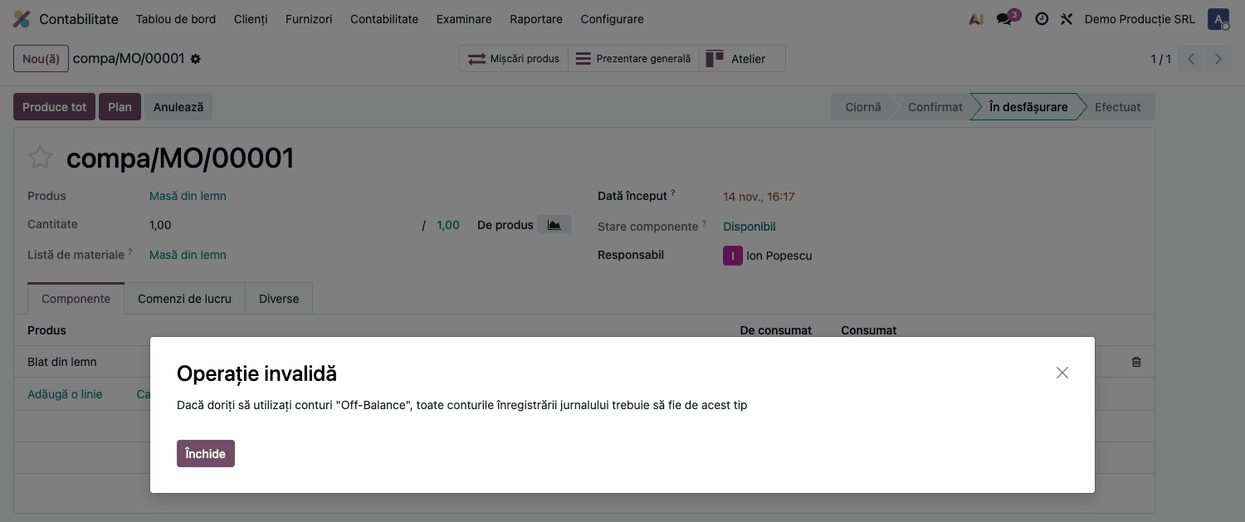 Contabilitate Tablou de bord Clienți Furnizori Contabilitate Examinare Raportare Configurare AI 3 Demo Producție SRL A
Nou(ă) compa/MO/00001 Mișcări produs Prezentare generală Atelier 1 / 1
Produce tot Plan Anulează Ciornă Confirmat În desfășurare Efectuat
compa/MO/00001
Produs Masă din lemn Dată început ? 14 nov., 16:17
Cantitate 1,00 / 1,00 De produs Stare componente ? Disponibil
Listă de materiale ? Masă din lemn Responsabil I Ion Popescu
Componente Comenzi de lucru Diverse
Produs De consumat Consumat
Blat din lemn
Operație invalidă
Adăugă o linie Ca
Dacă doriți să utilizați conturi "Off-Balance", toate conturile înregistrării jurnalului trebuie să fie de acest tip
Închide